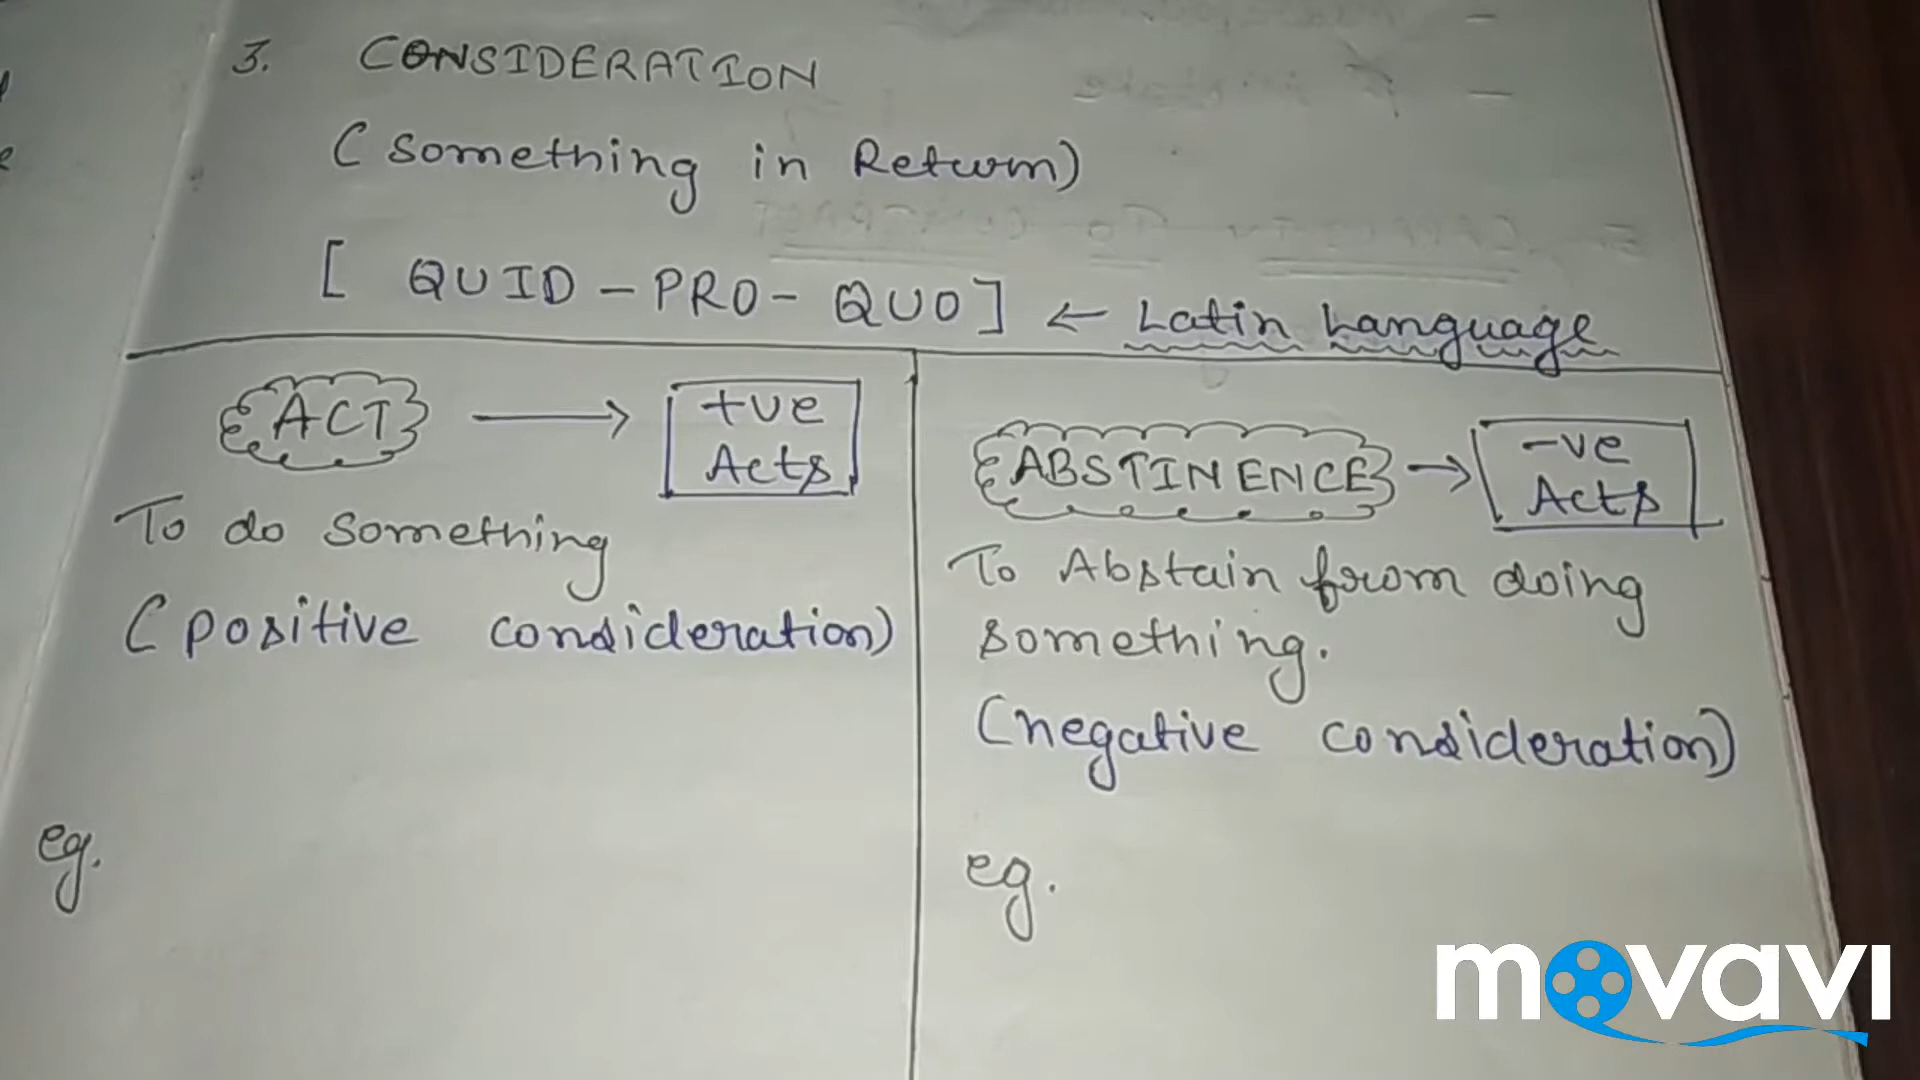 3. CONSIDERATION
(Something in Return)
[ QUID - PRO - QUO ] ← Latin Language
ACT → +ve Acts
To do something
(positive consideration)
eg.
ABSTINENCE → -ve Acts
To Abstain from doing
something.
(negative consideration)
eg.
movavi